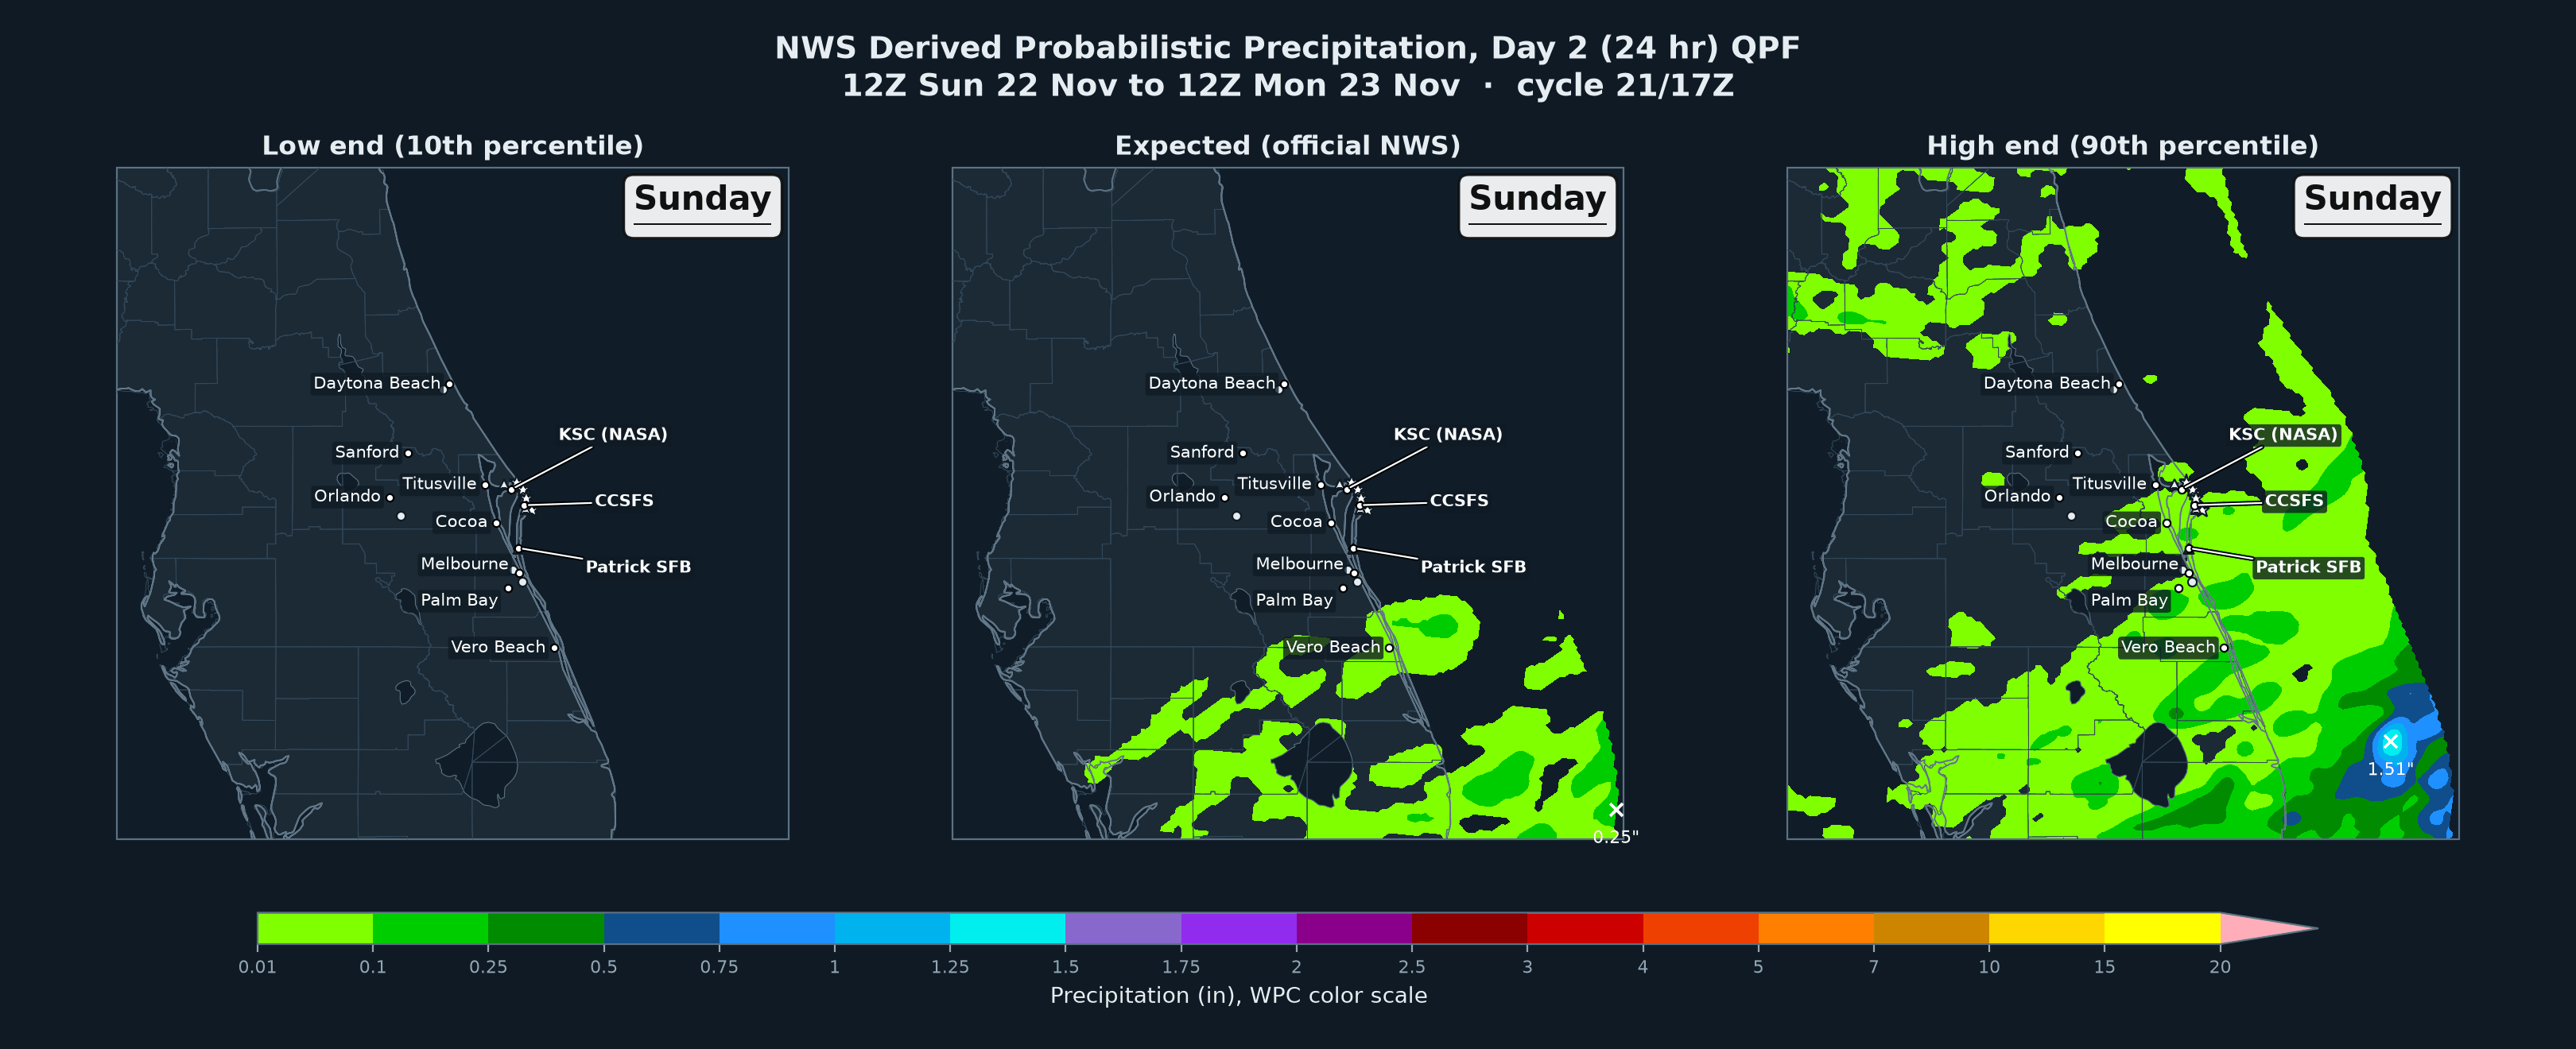 NWS Derived Probabilistic Precipitation, Day 2 (24 hr) QPF
12Z Sun 22 Nov to 12Z Mon 23 Nov · cycle 21/17Z
Low end (10th percentile)
Sunday
Daytona Beach
KSC (NASA)
Sanford
Titusville
Orlando
CCSFS
Cocoa
Melbourne
Patrick SFB
Palm Bay
Vero Beach
Expected (official NWS)
Sunday
Daytona Beach
KSC (NASA)
Sanford
Titusville
Orlando
CCSFS
Cocoa
Melbourne
Patrick SFB
Palm Bay
Vero Beach
0.25"
High end (90th percentile)
Sunday
Daytona Beach
KSC (NASA)
Sanford
Titusville
Orlando
CCSFS
Cocoa
Melbourne
Patrick SFB
Palm Bay
Vero Beach
1.51"
0.01 0.1 0.25 0.5 0.75 1 1.25 1.5 1.75 2 2.5 3 4 5 7 10 15 20
Precipitation (in), WPC color scale